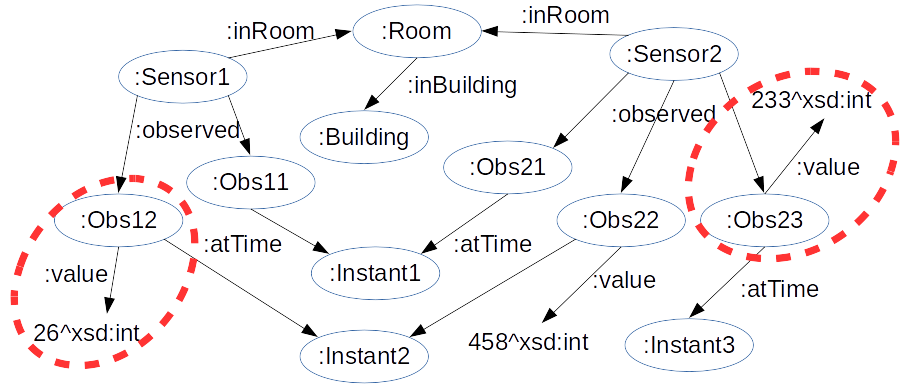 :inRoom
:Room
:inRoom
:Sensor1
:Sensor2
:inBuilding
233^xsd:int
:observed
:Building
:observed
:Obs21
:value
:Obs11
:Obs12
:Obs22
:Obs23
:atTime
:atTime
:value
:Instant1
:value
:atTime
26^xsd:int
:Instant2
458^xsd:int
:Instant3